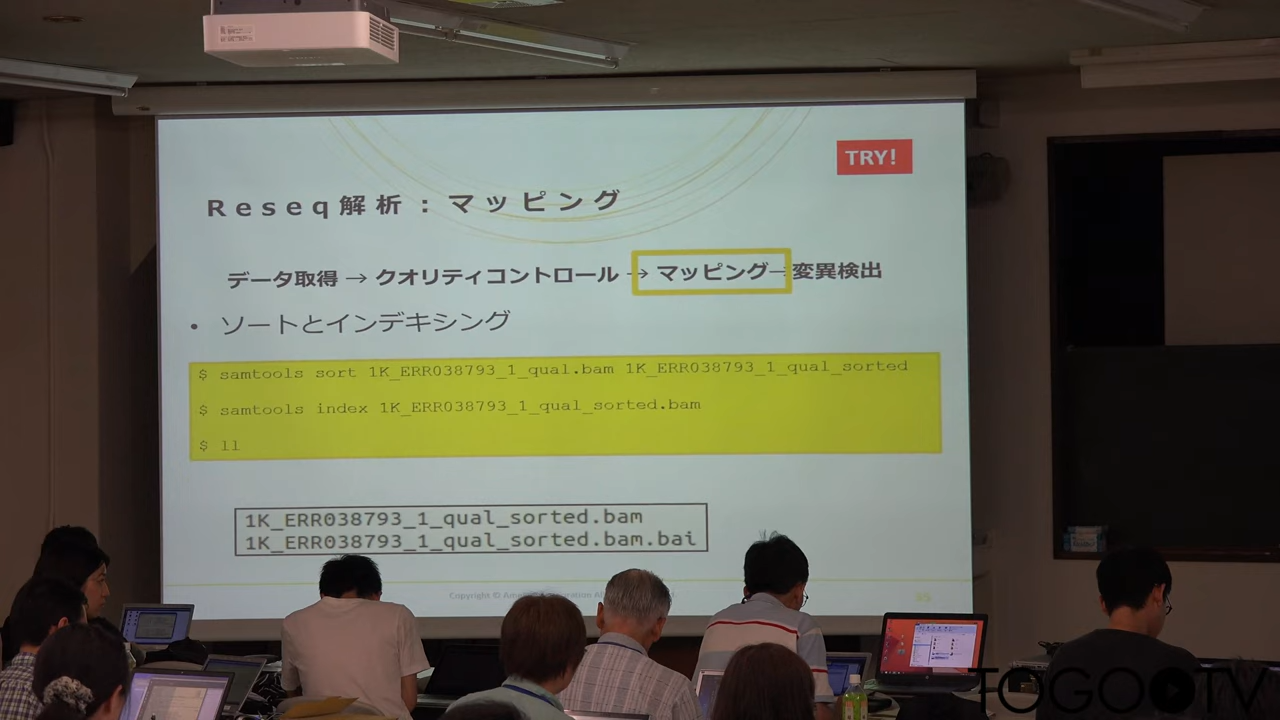 TRY!
Reseq解析：マッピング
データ取得 → クオリティコントロール → マッピング → 変異検出
• ソートとインデキシング
$ samtools sort 1K_ERR038793_1_qual.bam 1K_ERR038793_1_qual_sorted
$ samtools index 1K_ERR038793_1_qual_sorted.bam
$ ll
1K_ERR038793_1_qual_sorted.bam
1K_ERR038793_1_qual_sorted.bam.bai
Copyright ©
TOGO TV